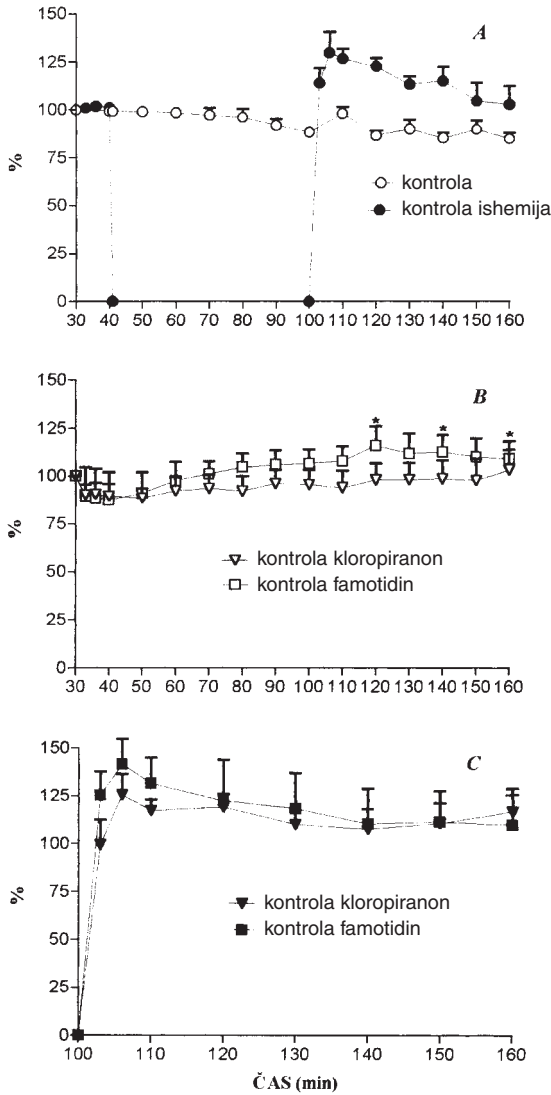 A
150
125
100
75
50
25
0
%
kontrola
kontrola ishemija
30 40 50 60 70 80 90 100 110 120 130 140 150 160
B
150
125
100
75
50
25
0
%
* * *
kontrola kloropiranon
kontrola famotidin
30 40 50 60 70 80 90 100 110 120 130 140 150 160
C
150
125
100
75
50
25
0
%
kontrola kloropiranon
kontrola famotidin
100 110 120 130 140 150 160
ČAS (min)